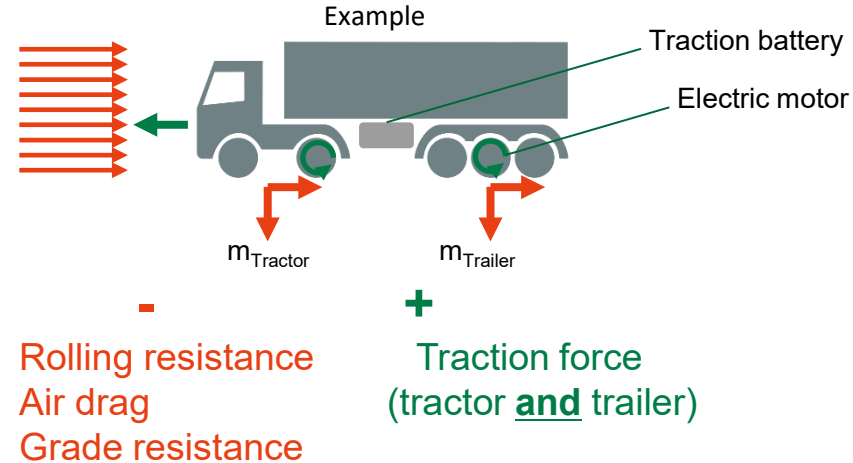 Example
Traction battery
Electric motor
mTractor
mTrailer
-
+
Rolling resistance
Air drag
Grade resistance
Traction force
(tractor and trailer)